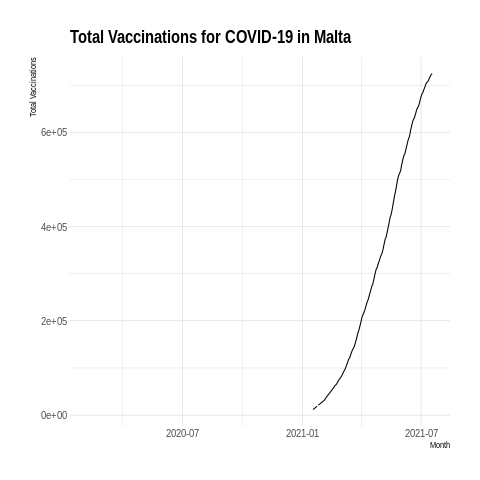 Total Vaccinations for COVID-19 in Malta
Total Vaccinations
6e+05
4e+05
2e+05
0e+00
2020-07
2021-01
2021-07
Month